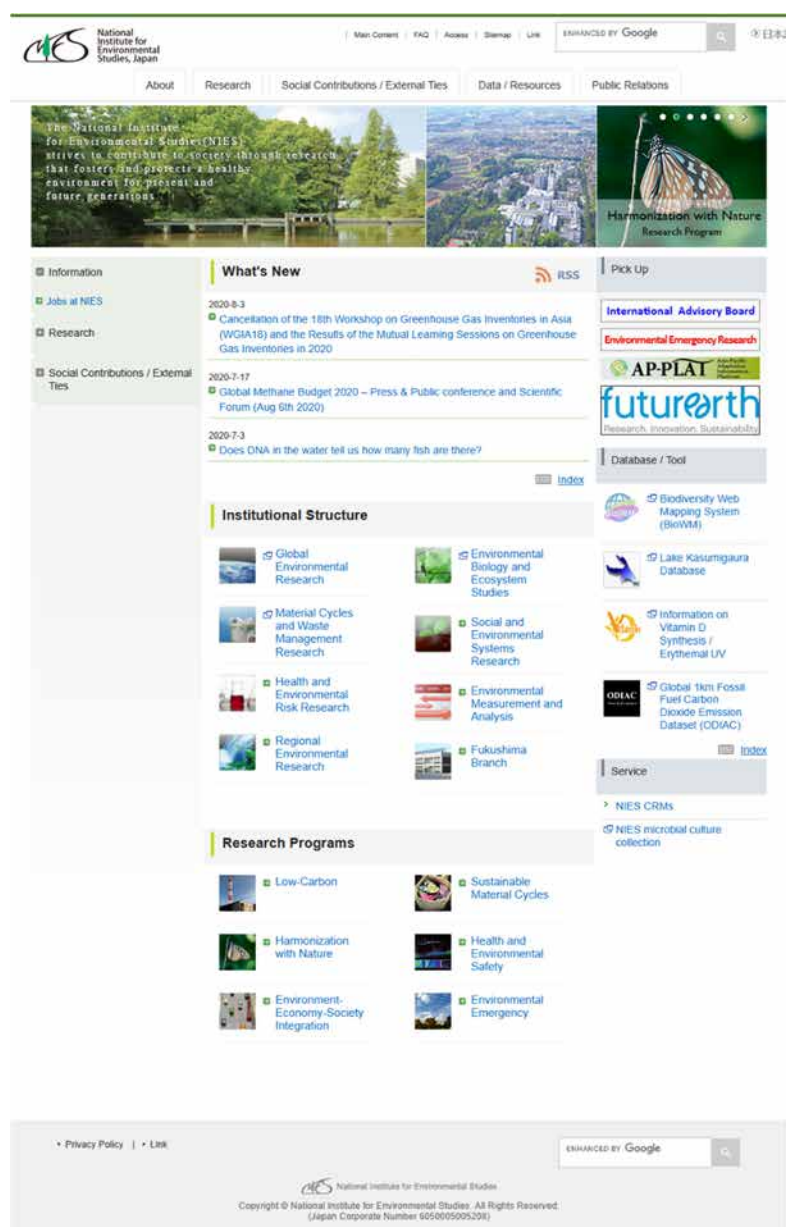 National
Institute for
Environmental
Studies, Japan
Main Content | FAQ | Access | Sitemap | Link
ENHANCED BY Google
About
Research
Social Contributions / External Ties
Data / Resources
Public Relations
The National Institute
for Environmental Studies(NIES)
strives to contribute to society through research
that fosters and protects a healthy
environment for present and
future generations.
Harmonization with Nature
Research Program
Information
Jobs at NIES
Research
Social Contributions / External
Ties
What's New
RSS
2020-8-3
Cancellation of the 18th Workshop on Greenhouse Gas Inventories in Asia
(WGIA18) and the Results of the Mutual Learning Sessions on Greenhouse
Gas Inventories in 2020
2020-7-17
Global Methane Budget 2020 – Press & Public conference and Scientific
Forum (Aug 6th 2020)
2020-7-3
Does DNA in the water tell us how many fish are there?
Index
Institutional Structure
Global
Environmental
Research
Environmental
Biology and
Ecosystem
Studies
Material Cycles
and Waste
Management
Research
Social and
Environmental
Systems
Research
Health and
Environmental
Risk Research
Environmental
Measurement and
Analysis
Regional
Environmental
Research
Fukushima
Branch
Research Programs
Low-Carbon
Sustainable
Material Cycles
Harmonization
with Nature
Health and
Environmental
Safety
Environment-
Economy-Society
Integration
Environmental
Emergency
Pick Up
International Advisory Board
Environmental Emergency Research
AP-PLAT
futurearth
Research. Innovation. Sustainability
Database / Tool
Biodiversity Web
Mapping System
(BioWM)
Lake Kasumigaura
Database
Information on
Vitamin D
Synthesis /
Erythemal UV
ODIAC
Global 1km Fossil
Fuel Carbon
Dioxide Emission
Dataset (ODIAC)
Index
Service
NIES CRMs
NIES microbial culture
collection
Privacy Policy | Link
ENHANCED BY Google
National Institute for Environmental Studies
Copyright © National Institute for Environmental Studies. All Rights Reserved.
(Japan Corporate Number 6050005005208)